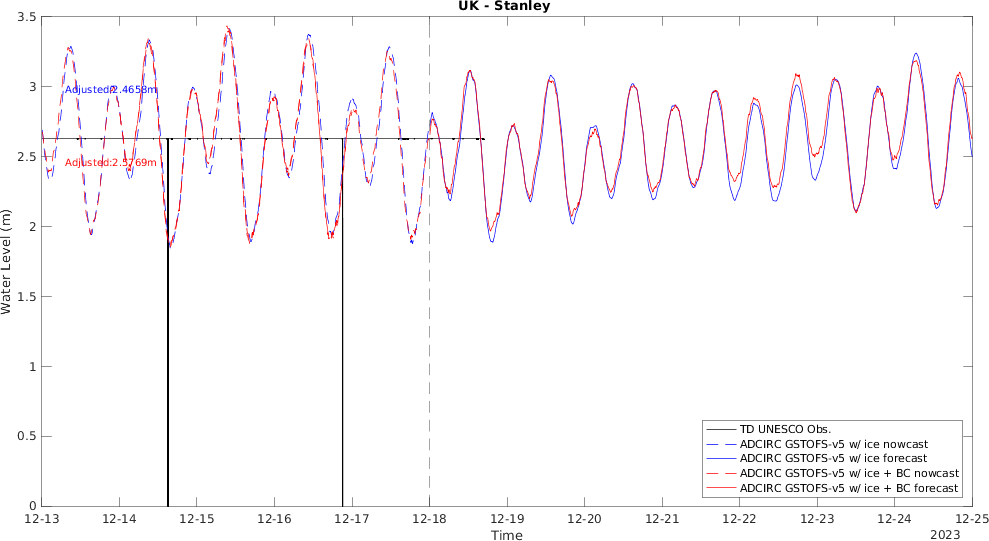 UK - Stanley
3.5
3
2.5
2
1.5
1
0.5
0
Water Level (m)
Adjusted:2.4658m
Adjusted:2.5769m
TD UNESCO Obs.
ADCIRC GSTOFS-v5 w/ ice nowcast
ADCIRC GSTOFS-v5 w/ ice forecast
ADCIRC GSTOFS-v5 w/ ice + BC nowcast
ADCIRC GSTOFS-v5 w/ ice + BC forecast
12-13 12-14 12-15 12-16 12-17 12-18 12-19 12-20 12-21 12-22 12-23 12-24 12-25
Time
2023